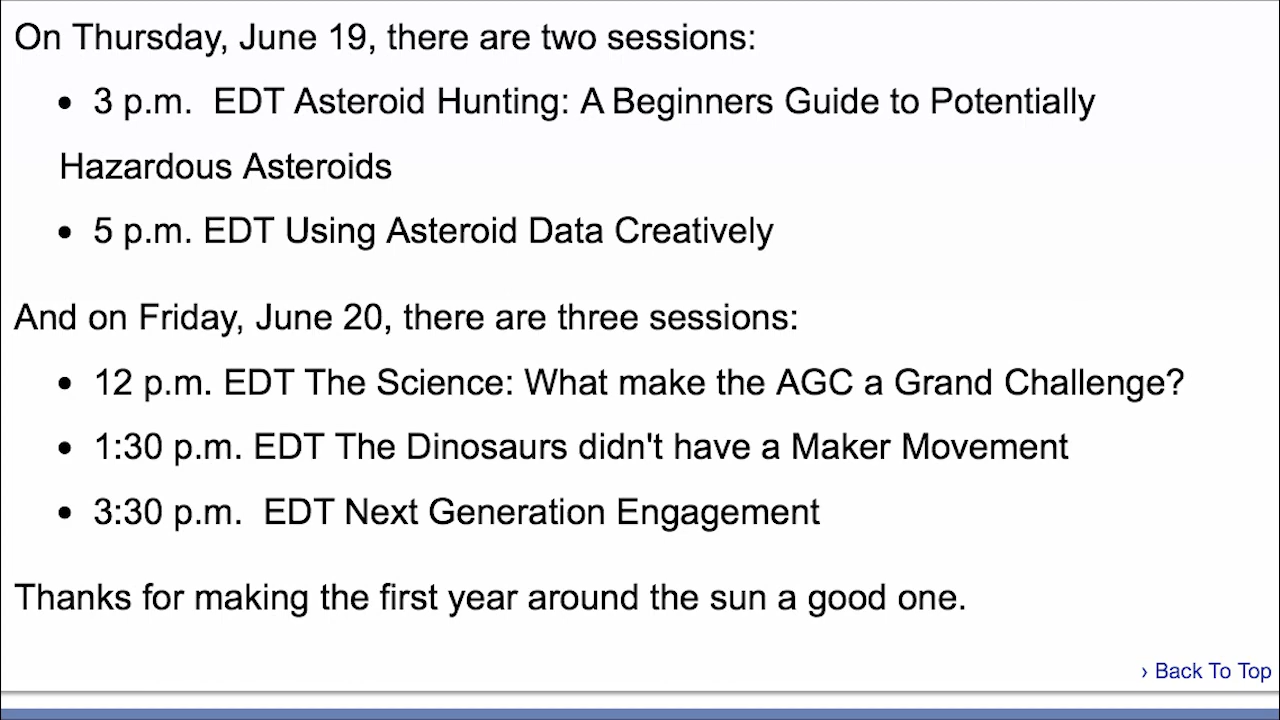 On Thursday, June 19, there are two sessions:
• 3 p.m.  EDT Asteroid Hunting: A Beginners Guide to Potentially
Hazardous Asteroids
• 5 p.m. EDT Using Asteroid Data Creatively
And on Friday, June 20, there are three sessions:
• 12 p.m. EDT The Science: What make the AGC a Grand Challenge?
• 1:30 p.m. EDT The Dinosaurs didn't have a Maker Movement
• 3:30 p.m.  EDT Next Generation Engagement
Thanks for making the first year around the sun a good one.
› Back To Top